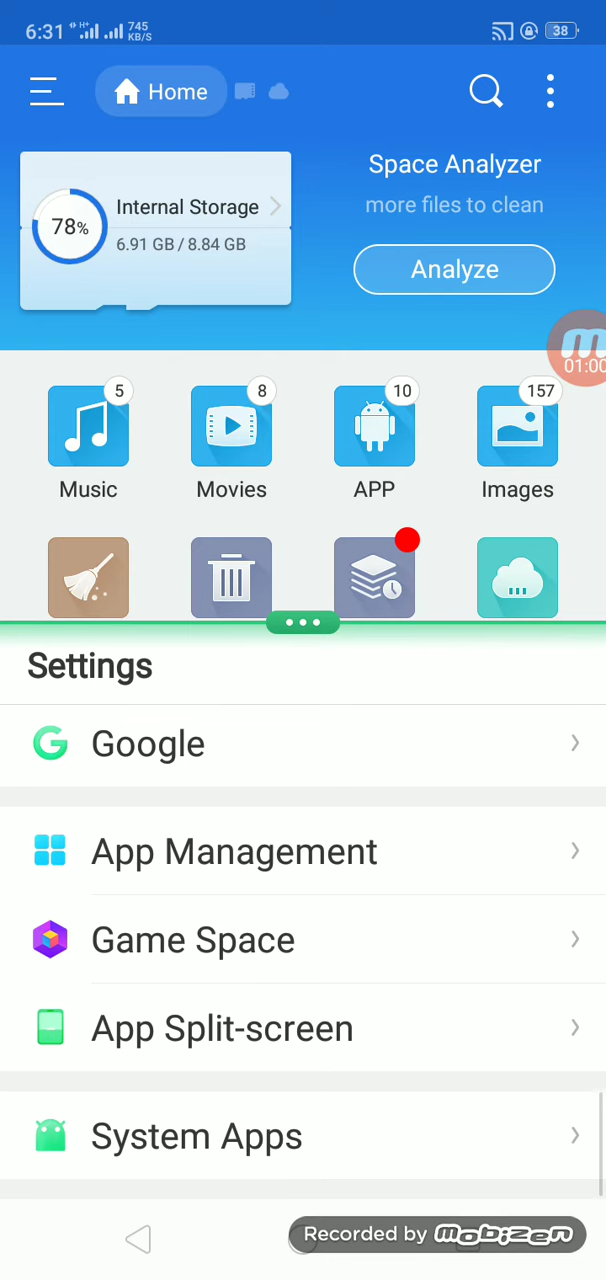 6:31 H+ 745 KB/S 38
Home
Space Analyzer
more files to clean
Analyze
Internal Storage
78%
6.91 GB / 8.84 GB
m
01:00
5 8 10 157
Music Movies APP Images
Settings
Google
App Management
Game Space
App Split-screen
System Apps
Recorded by mobizen